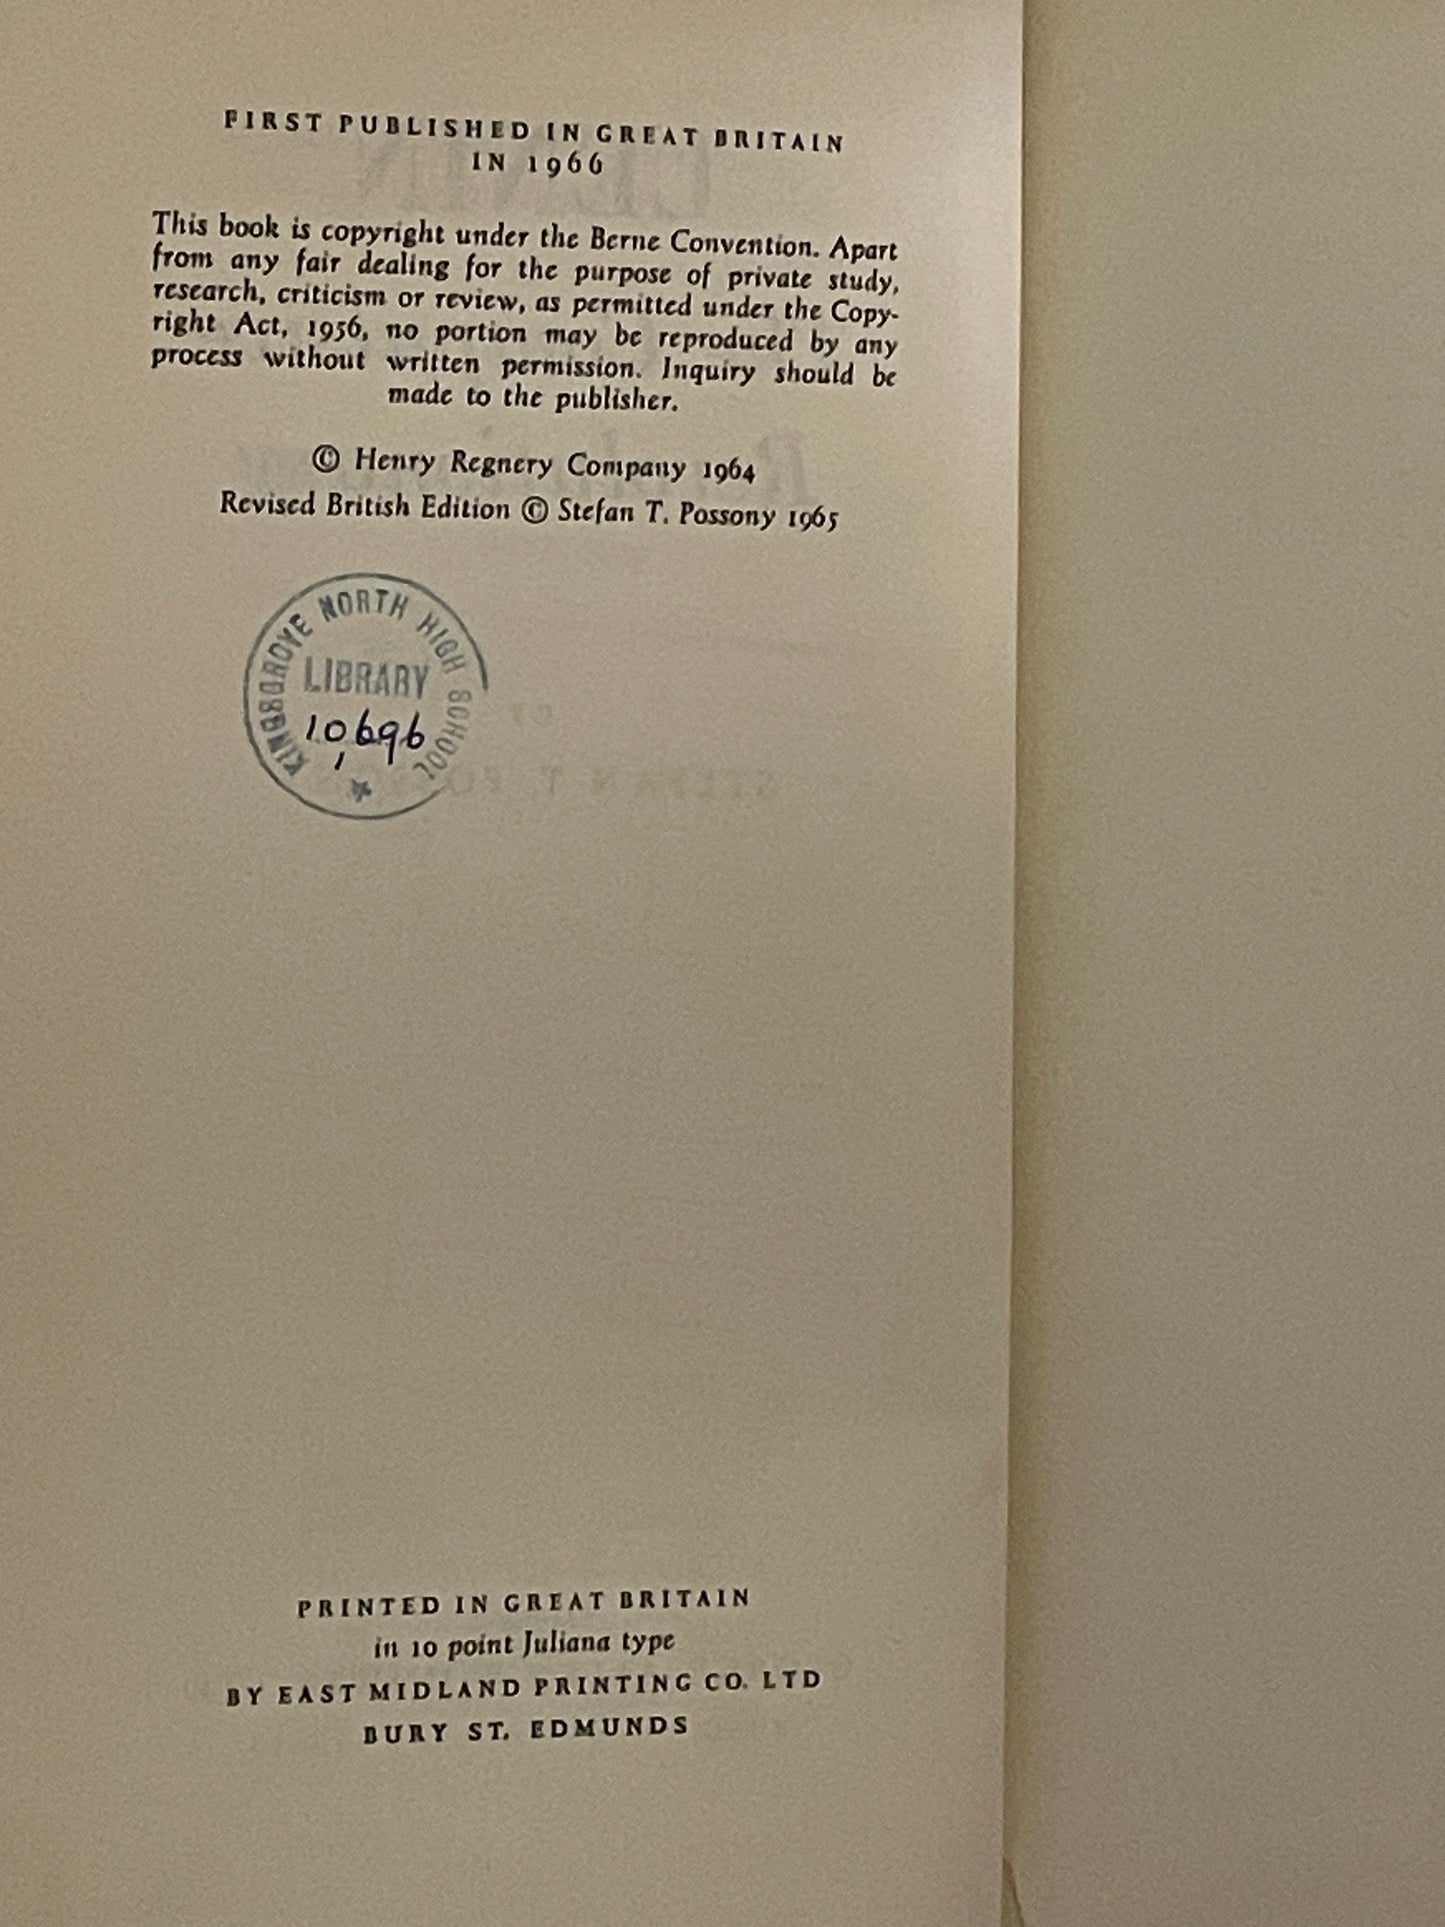 FIRST PUBLISHED IN GREAT BRITAIN
IN 1966
This book is copyright under the Berne Convention. Apart
from any fair dealing for the purpose of private study,
research, criticism or review, as permitted under the Copy-
right Act, 1956, no portion may be reproduced by any
process without written permission. Inquiry should be
made to the publisher.
© Henry Regnery Company 1964
Revised British Edition © Stefan T. Possony 1965
KINGSGROVE NORTH HIGH SCHOOL
LIBRARY
10,696
PRINTED IN GREAT BRITAIN
in 10 point Juliana type
BY EAST MIDLAND PRINTING CO. LTD
BURY ST. EDMUNDS